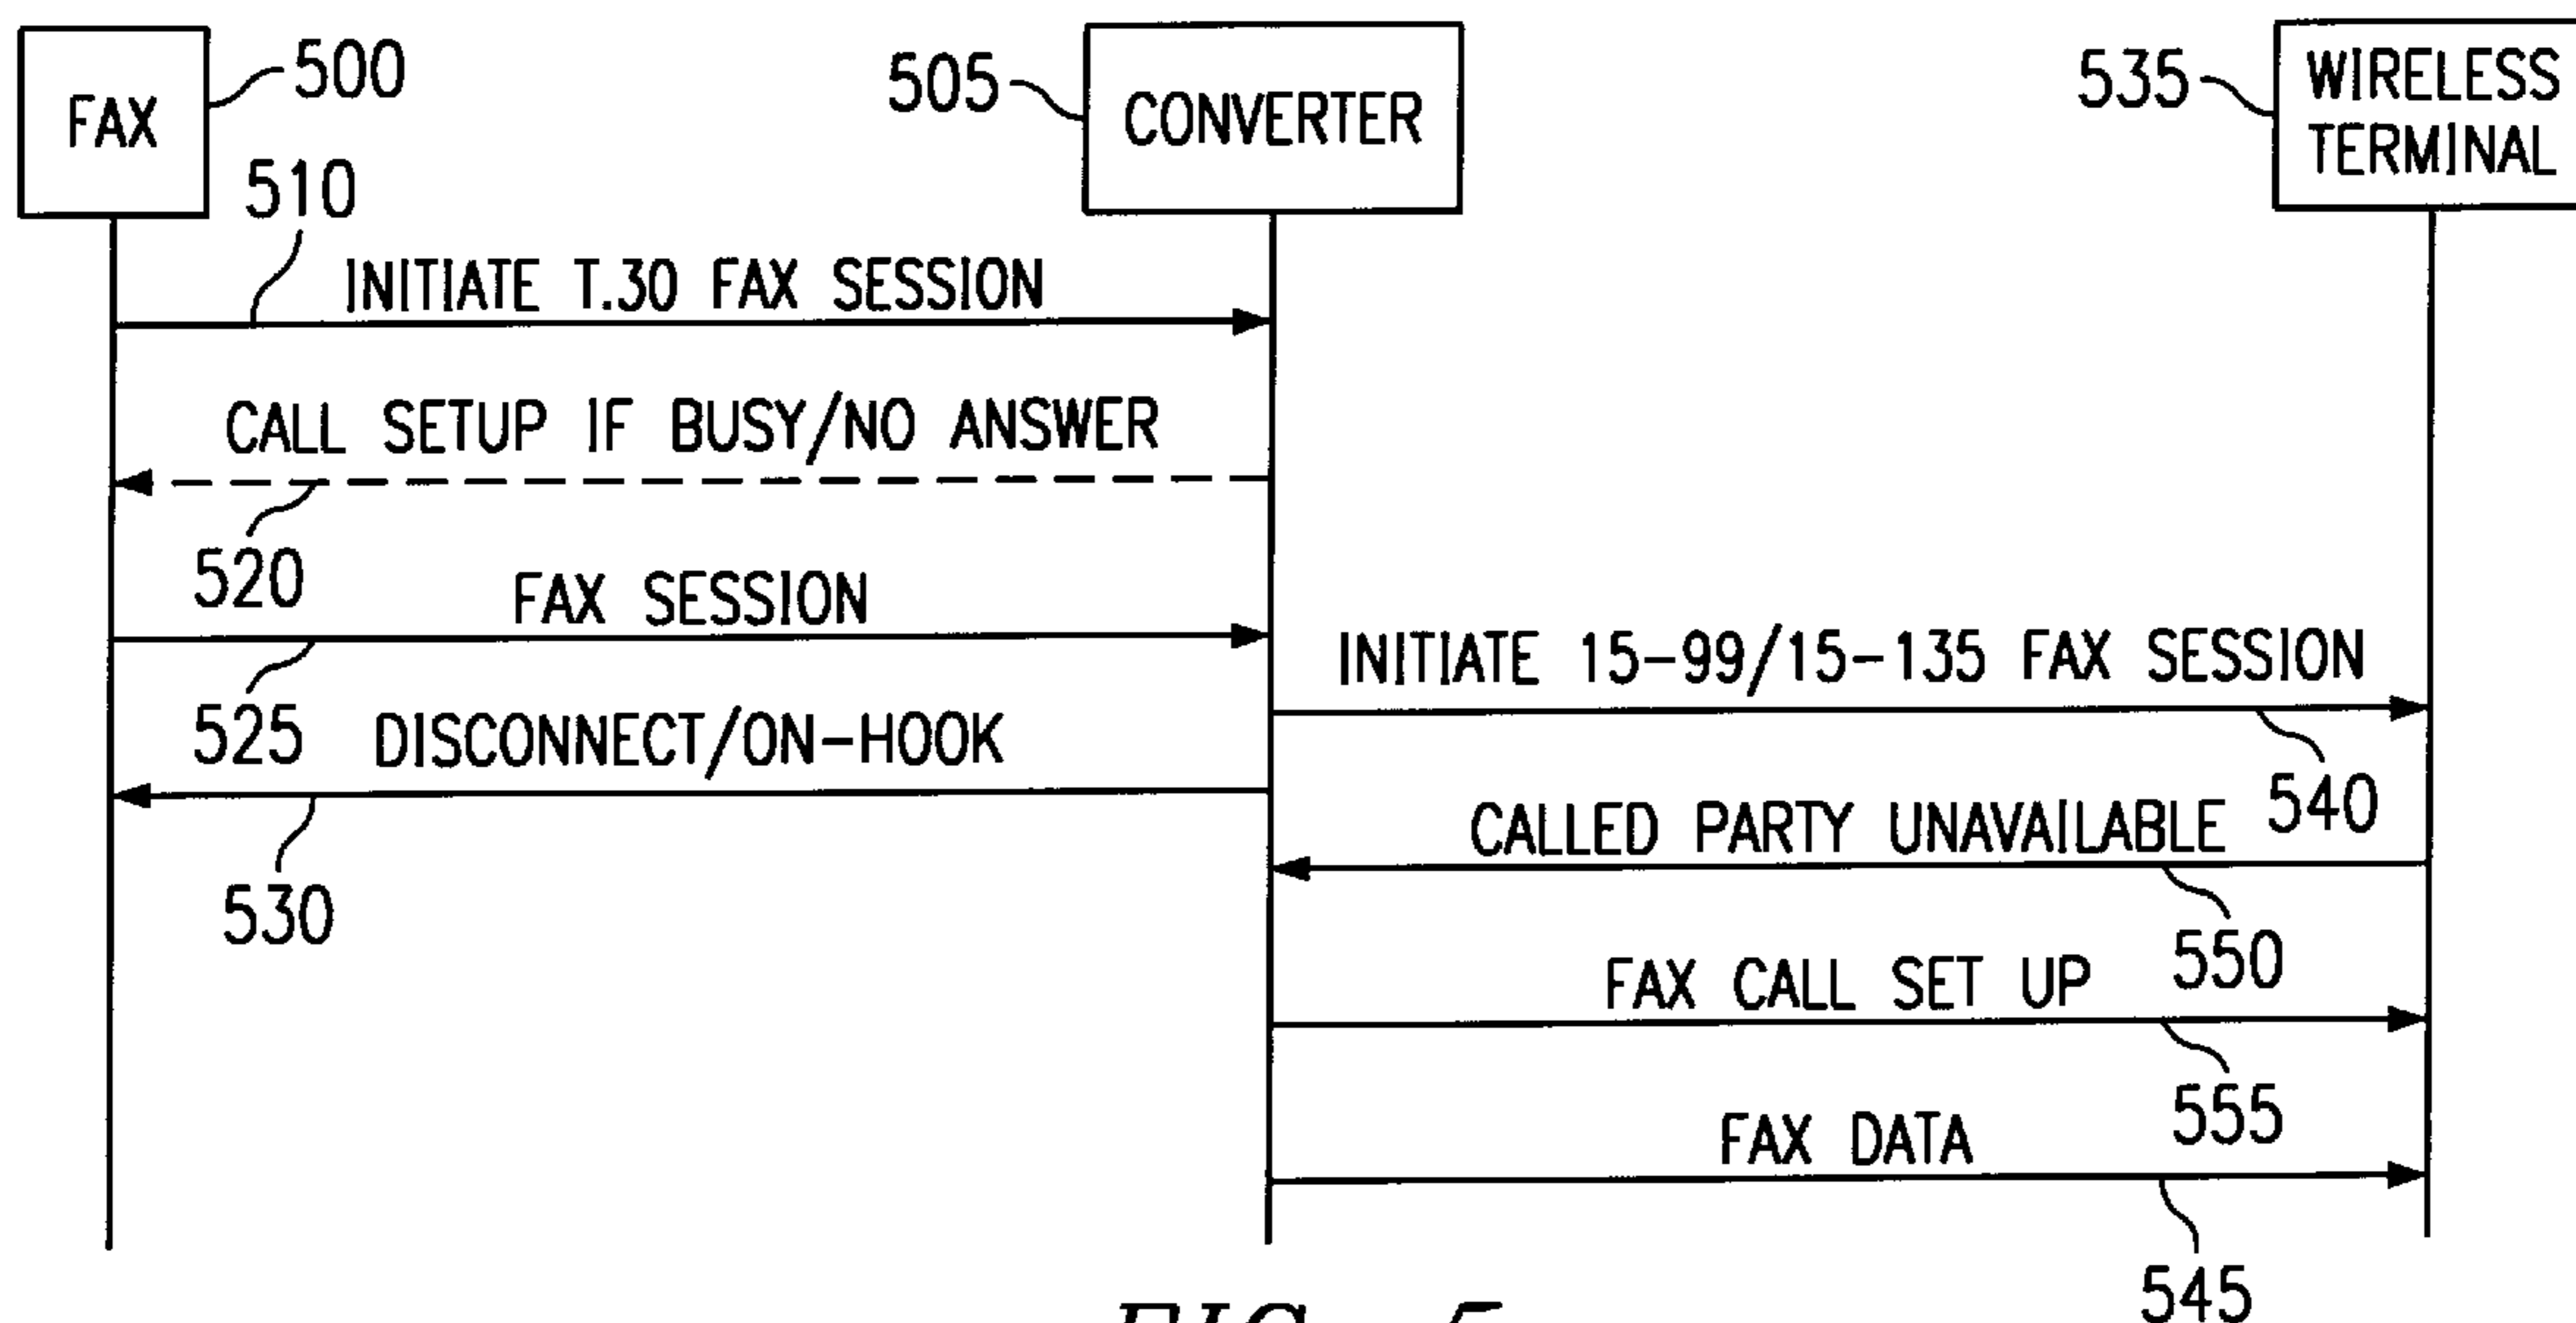 FAX
500
505
CONVERTER
535
WIRELESS
TERMINAL
510
INITIATE T.30 FAX SESSION
CALL SETUP IF BUSY/NO ANSWER
520
FAX SESSION
525
INITIATE 15-99/15-135 FAX SESSION
540
DISCONNECT/ON-HOOK
530
CALLED PARTY UNAVAILABLE
550
FAX CALL SET UP
555
FAX DATA
545
FIG. 5